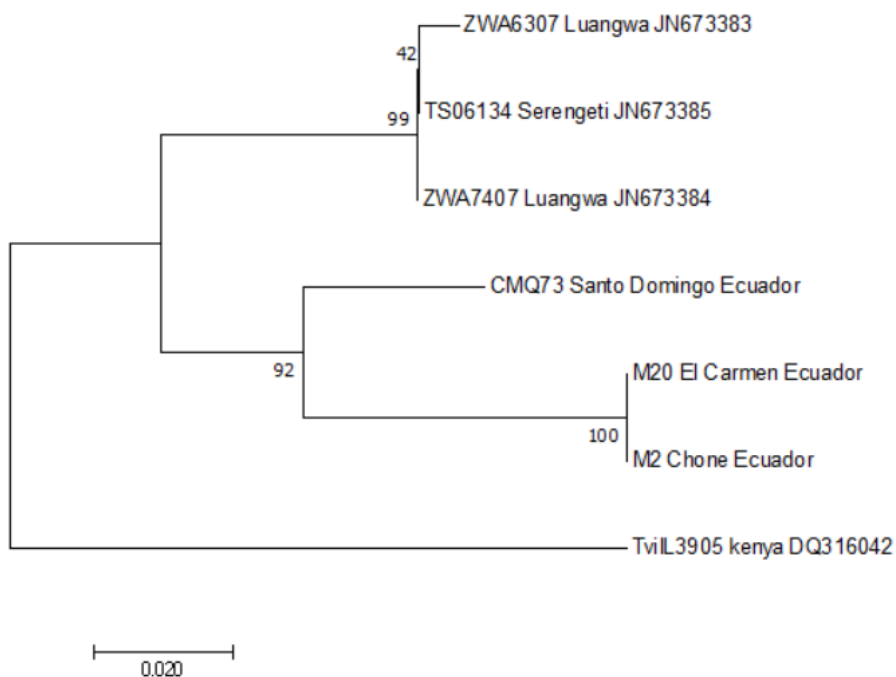 ZWA6307 Luangwa JN673383
42
TS06134 Serengeti JN673385
99
ZWA7407 Luangwa JN673384
CMQ73 Santo Domingo Ecuador
92
M20 El Carmen Ecuador
100
M2 Chone Ecuador
TvilL3905 kenya DQ316042
0.020